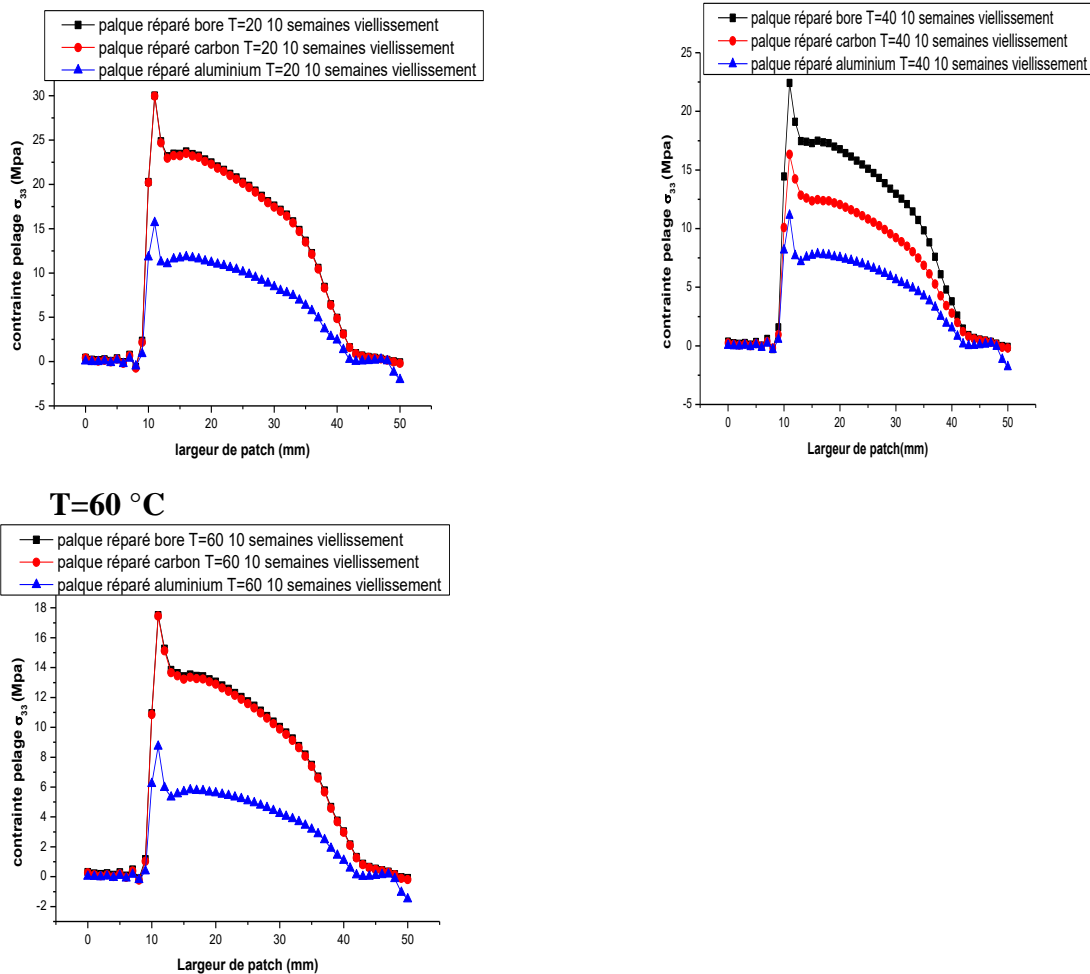 palque réparé bore T=20 10 semaines viellissement
palque réparé carbon T=20 10 semaines viellissement
palque réparé aluminium T=20 10 semaines viellissement
30
25
20
15
10
5
0
-5
contrainte pelage σ33 (Mpa)
0 10 20 30 40 50
largeur de patch (mm)
palque réparé bore T=40 10 semaines viellissement
palque réparé carbon T=40 10 semaines viellissement
palque réparé aluminium T=40 10 semaines viellissement
25
20
15
10
5
0
-5
contrainte pelage σ33 (Mpa)
0 10 20 30 40 50
Largeur de patch(mm)
T=60 °C
palque réparé bore T=60 10 semaines viellissement
palque réparé carbon T=60 10 semaines viellissement
palque réparé aluminium T=60 10 semaines viellissement
18
16
14
12
10
8
6
4
2
0
-2
contrainte pelage σ33 (Mpa)
0 10 20 30 40 50
Largeur de patch (mm)